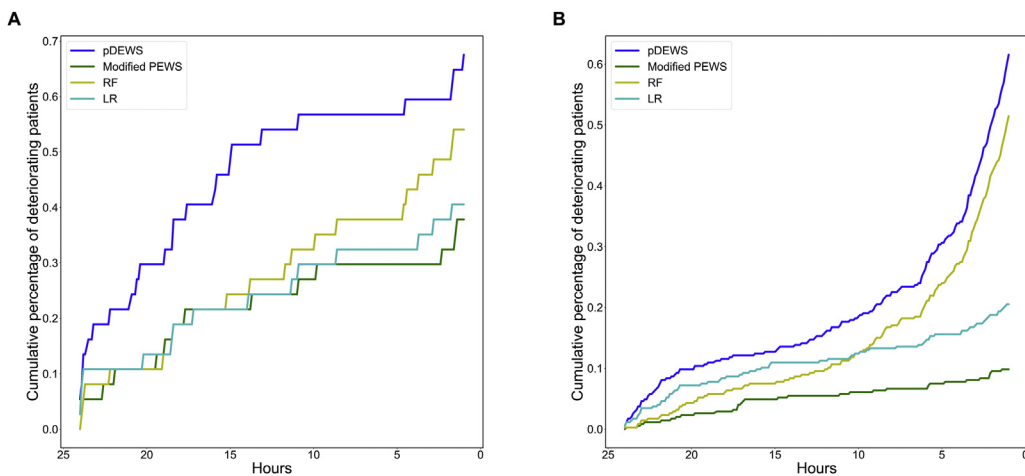 A
0.7
0.6
0.5
0.4
0.3
0.2
0.1
0.0
Cumulative percentage of deteriorating patients
pDEWS
Modified PEWS
RF
LR
25
20
15
10
5
0
Hours
B
0.6
0.5
0.4
0.3
0.2
0.1
0.0
Cumulative percentage of deteriorating patients
pDEWS
Modified PEWS
RF
LR
25
20
15
10
5
0
Hours